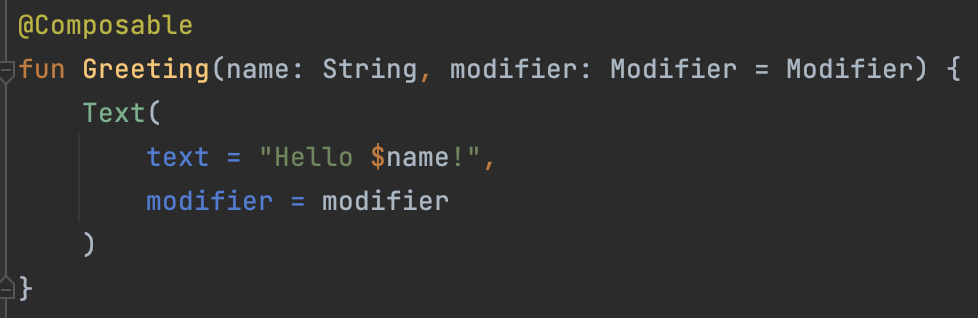 @Composable
fun Greeting(name: String, modifier: Modifier = Modifier) {
    Text(
        text = "Hello $name!",
        modifier = modifier
    )
}